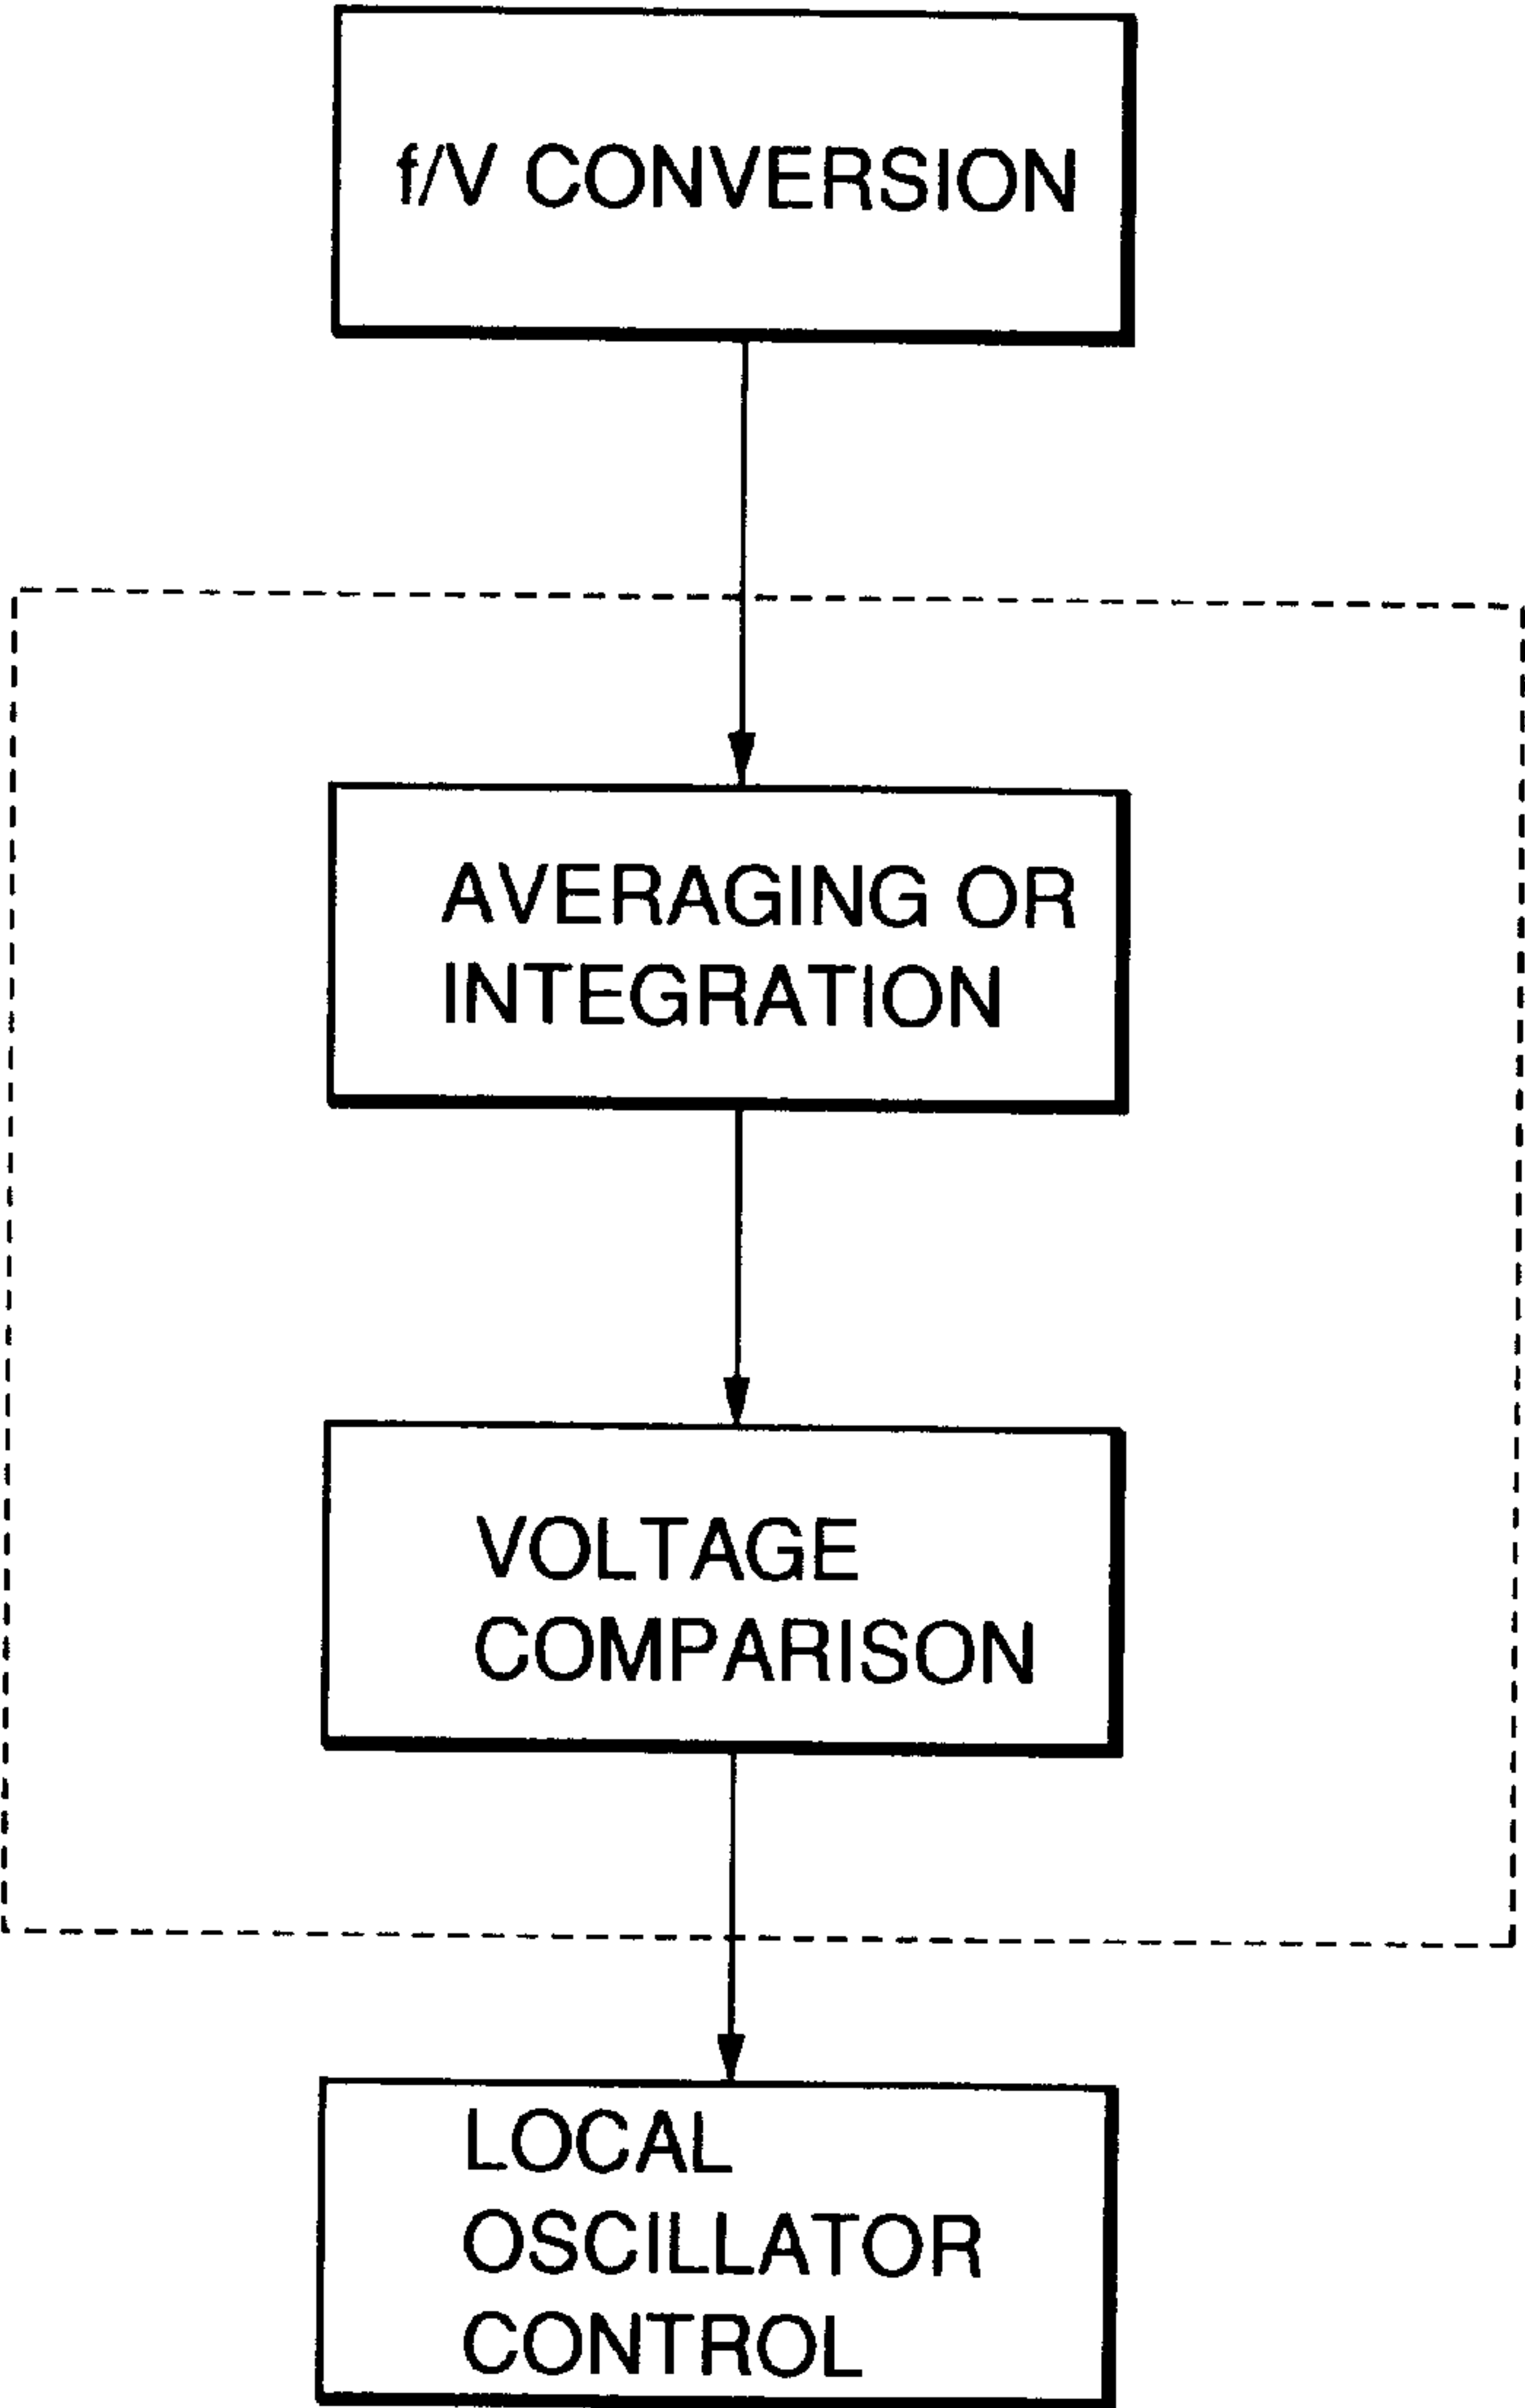 f/V CONVERSION
AVERAGING OR
INTEGRATION
VOLTAGE
COMPARISON
LOCAL
OSCILLATOR
CONTROL